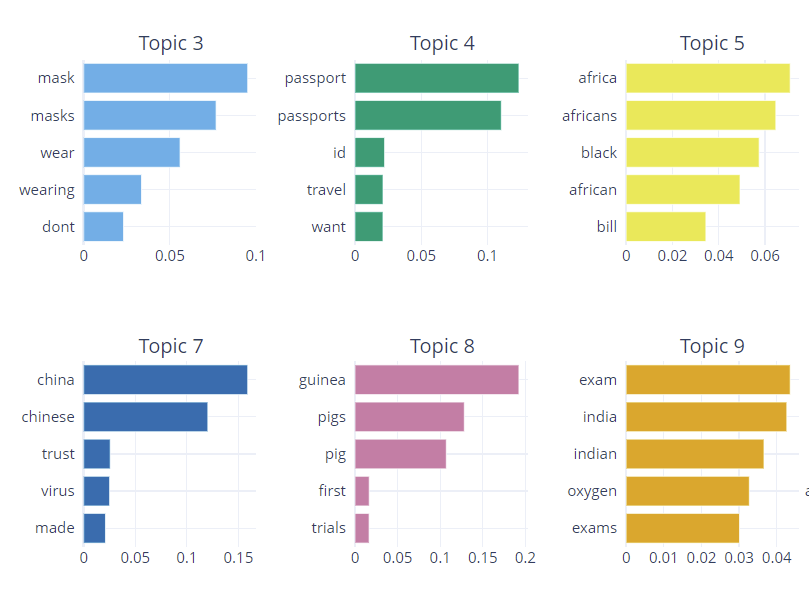 Topic 3
mask
masks
wear
wearing
dont
0 0.05 0.1
Topic 4
passport
passports
id
travel
want
0 0.05 0.1
Topic 5
africa
africans
black
african
bill
0 0.02 0.04 0.06
Topic 7
china
chinese
trust
virus
made
0 0.05 0.1 0.15
Topic 8
guinea
pigs
pig
first
trials
0 0.05 0.1 0.15 0.2
Topic 9
exam
india
indian
oxygen
exams
0 0.01 0.02 0.03 0.04